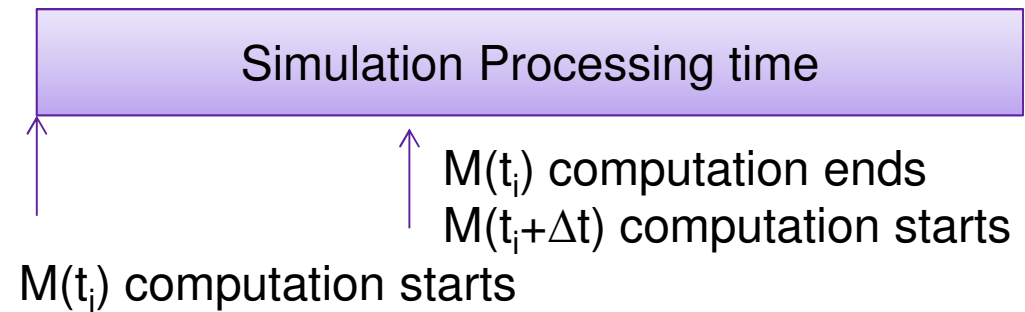 Simulation Processing time
M(tᵢ) computation ends
M(tᵢ+Δt) computation starts
M(tᵢ) computation starts